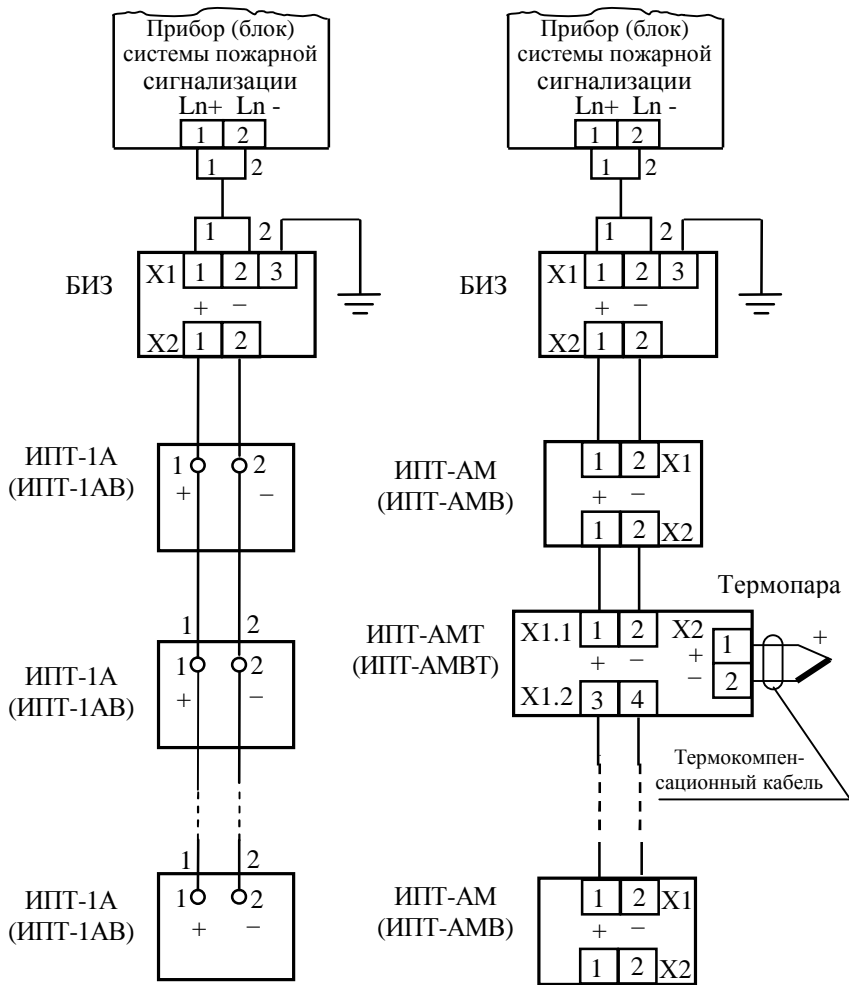 Прибор (блок)
системы пожарной
сигнализации
Ln+ Ln -
1 2
1 2
1 2
БИЗ
X1 1 2 3
+ –
X2 1 2
ИПТ-1А
(ИПТ-1АВ)
1 2
+ –
1 2
ИПТ-1А
(ИПТ-1АВ)
1 2
+ –
1 2
ИПТ-1А
(ИПТ-1АВ)
1 2
+ –
Прибор (блок)
системы пожарной
сигнализации
Ln+ Ln -
1 2
1 2
1 2
БИЗ
X1 1 2 3
+ –
X2 1 2
ИПТ-АМ
(ИПТ-АМВ)
1 2 X1
+ –
1 2 X2
Термопара
ИПТ-АМТ
(ИПТ-АМВТ)
X1.1 1 2
+ –
X1.2 3 4
X2
+ 1
– 2
+
Термокомпен-
сационный кабель
ИПТ-АМ
(ИПТ-АМВ)
1 2 X1
+ –
1 2 X2